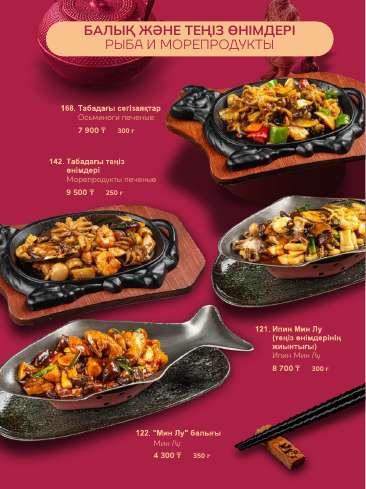 БАЛЫҚ ЖӘНЕ ТЕҢІЗ ӨНІМДЕРІ
РЫБА И МОРЕПРОДУКТЫ
168. Табадағы сегізаяқтар
Осьминоги печеные
7 900 ₸ 300 г
142. Табадағы теңіз
өнімдері
Морепродукты печеные
9 500 ₸ 250 г
121. Ипин Мин Лу
(теңіз өнімдерінің
жиынтығы)
Ипин Мин Лу
8 700 ₸ 300 г
122. "Мин Лу" балығы
Мин Лу
4 300 ₸ 350 г